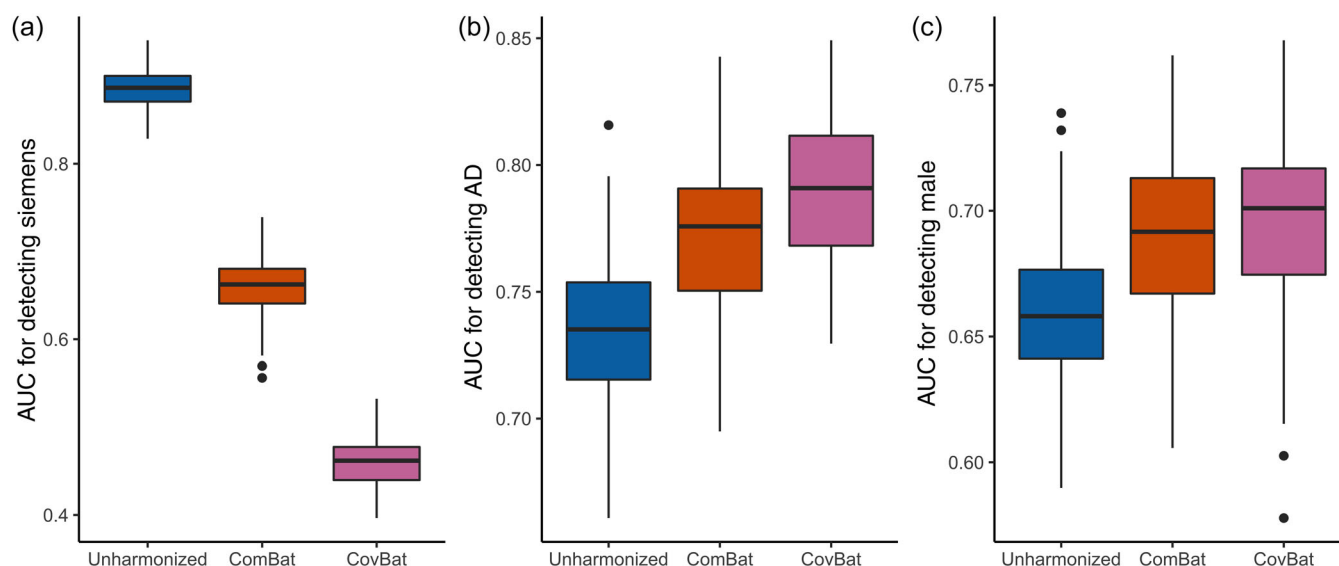 (a)
AUC for detecting siemens
0.8
0.6
0.4
Unharmonized
ComBat
CovBat
(b)
AUC for detecting AD
0.85
0.80
0.75
0.70
Unharmonized
ComBat
CovBat
(c)
AUC for detecting male
0.75
0.70
0.65
0.60
Unharmonized
ComBat
CovBat